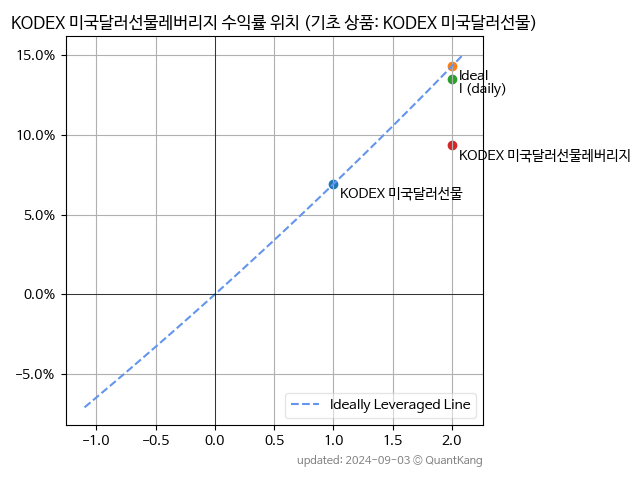 KODEX 미국달러선물레버리지 수익률 위치 (기초 상품: KODEX 미국달러선물)
15.0%
10.0%
5.0%
0.0%
−5.0%
Ideal
I (daily)
KODEX 미국달러선물레버리지
KODEX 미국달러선물
Ideally Leveraged Line
−1.0 −0.5 0.0 0.5 1.0 1.5 2.0
updated: 2024-09-03 © QuantKang